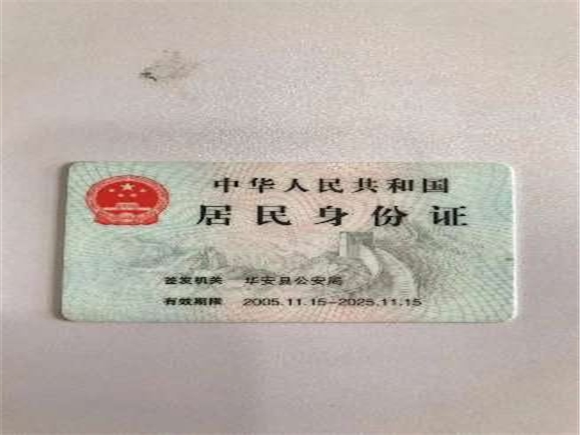 中华人民共和国
居民身份证
签发机关 华安县公安局
有效期限 2005.11.15-2025.11.15